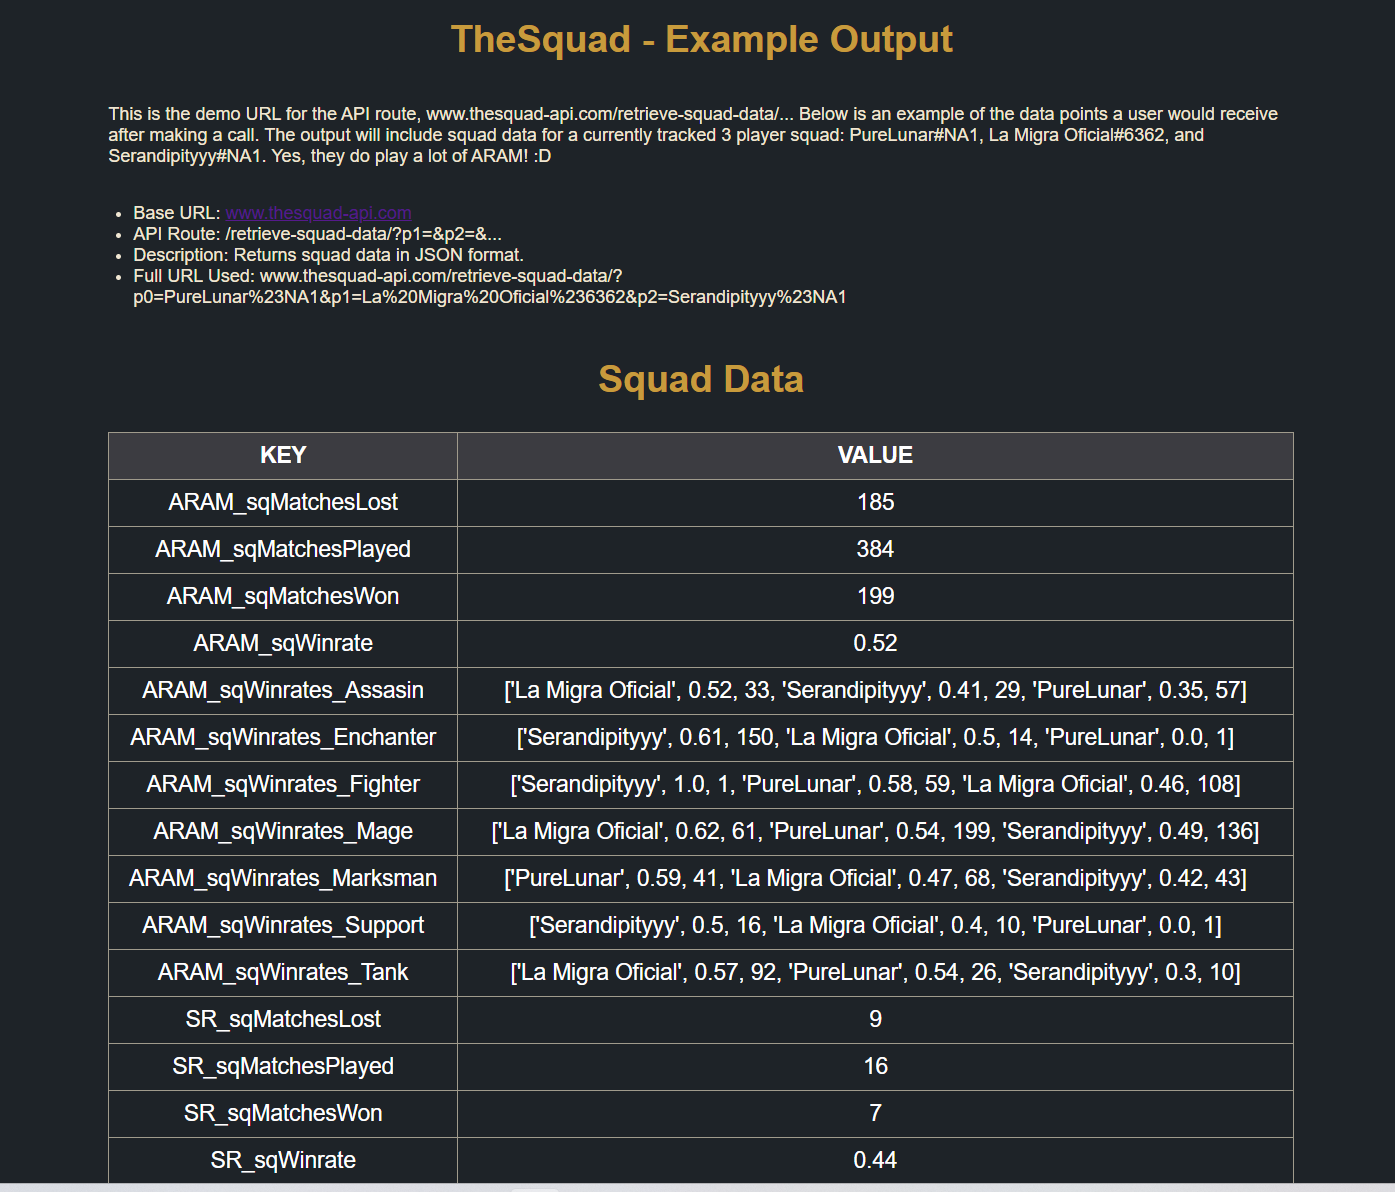 TheSquad - Example Output
This is the demo URL for the API route, www.thesquad-api.com/retrieve-squad-data/... Below is an example of the data points a user would receive
after making a call. The output will include squad data for a currently tracked 3 player squad: PureLunar#NA1, La Migra Oficial#6362, and
Serandipityyy#NA1. Yes, they do play a lot of ARAM! :D
• Base URL: www.thesquad-api.com
• API Route: /retrieve-squad-data/?p1=&p2=&...
• Description: Returns squad data in JSON format.
• Full URL Used: www.thesquad-api.com/retrieve-squad-data/?
p0=PureLunar%23NA1&p1=La%20Migra%20Oficial%236362&p2=Serandipityyy%23NA1
Squad Data
KEY VALUE
ARAM_sqMatchesLost 185
ARAM_sqMatchesPlayed 384
ARAM_sqMatchesWon 199
ARAM_sqWinrate 0.52
ARAM_sqWinrates_Assasin ['La Migra Oficial', 0.52, 33, 'Serandipityyy', 0.41, 29, 'PureLunar', 0.35, 57]
ARAM_sqWinrates_Enchanter ['Serandipityyy', 0.61, 150, 'La Migra Oficial', 0.5, 14, 'PureLunar', 0.0, 1]
ARAM_sqWinrates_Fighter ['Serandipityyy', 1.0, 1, 'PureLunar', 0.58, 59, 'La Migra Oficial', 0.46, 108]
ARAM_sqWinrates_Mage ['La Migra Oficial', 0.62, 61, 'PureLunar', 0.54, 199, 'Serandipityyy', 0.49, 136]
ARAM_sqWinrates_Marksman ['PureLunar', 0.59, 41, 'La Migra Oficial', 0.47, 68, 'Serandipityyy', 0.42, 43]
ARAM_sqWinrates_Support ['Serandipityyy', 0.5, 16, 'La Migra Oficial', 0.4, 10, 'PureLunar', 0.0, 1]
ARAM_sqWinrates_Tank ['La Migra Oficial', 0.57, 92, 'PureLunar', 0.54, 26, 'Serandipityyy', 0.3, 10]
SR_sqMatchesLost 9
SR_sqMatchesPlayed 16
SR_sqMatchesWon 7
SR_sqWinrate 0.44